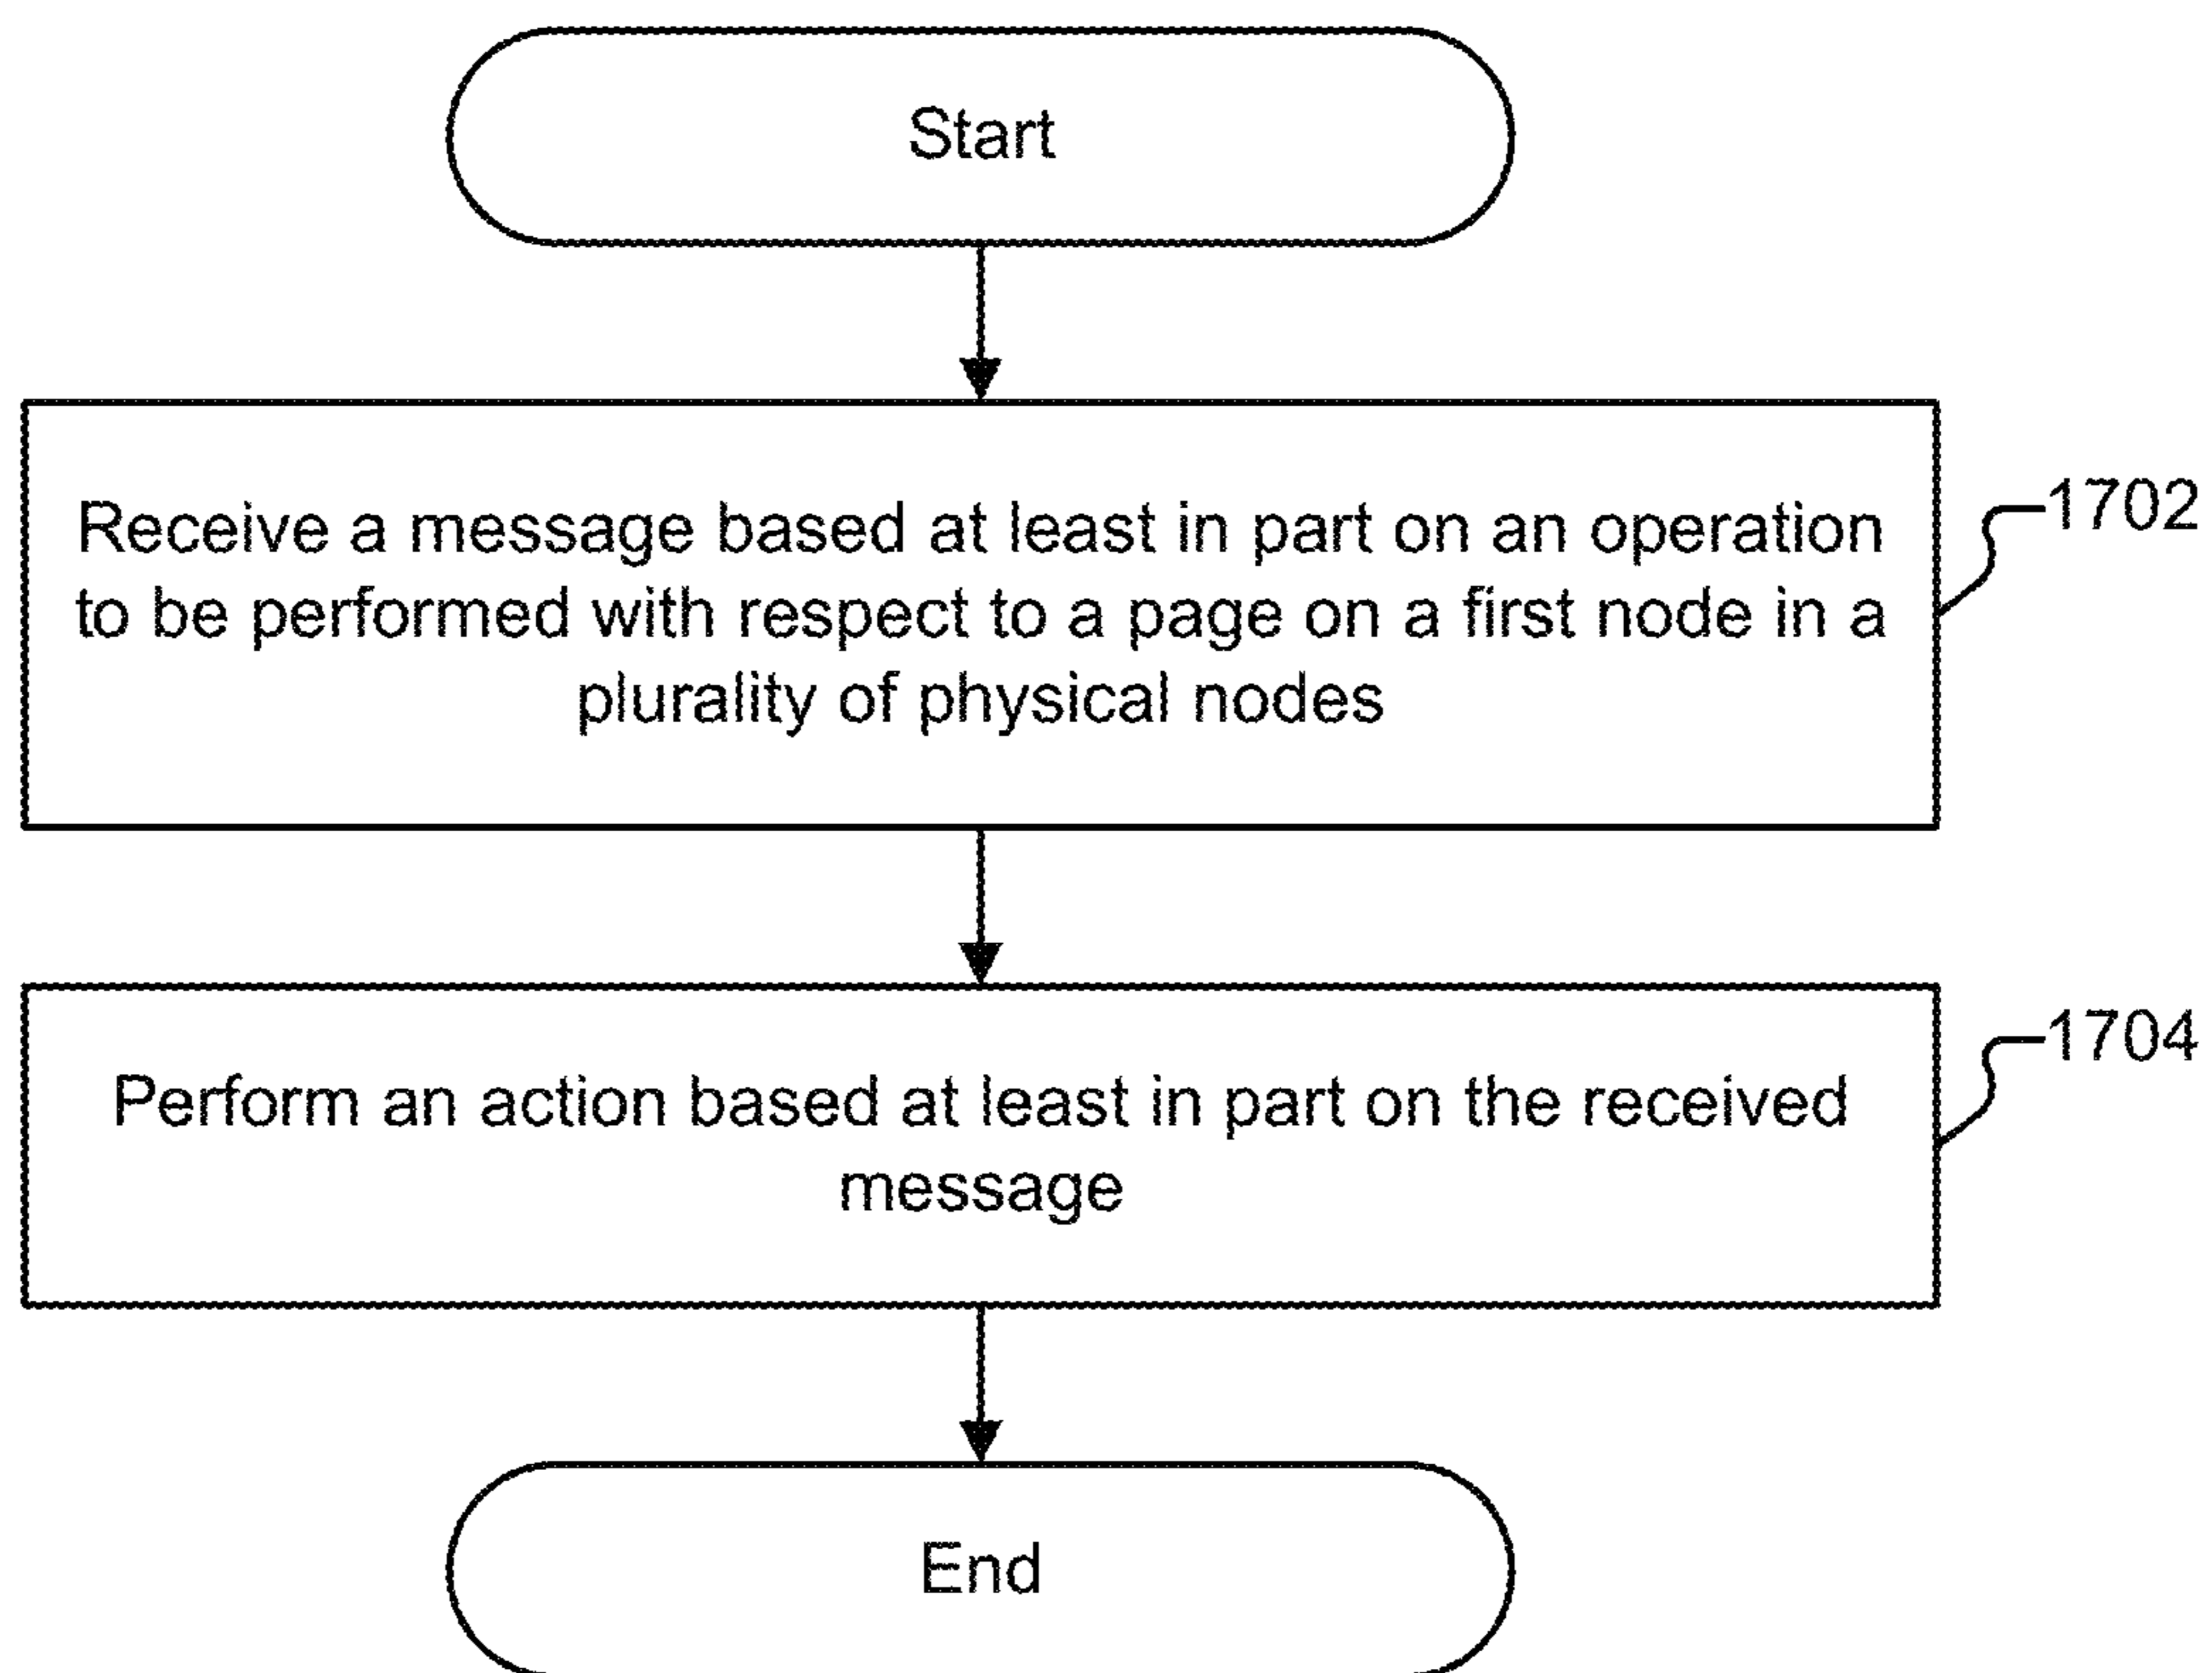 Start
Receive a message based at least in part on an operation
to be performed with respect to a page on a first node in a
plurality of physical nodes
1702
Perform an action based at least in part on the received
message
1704
End